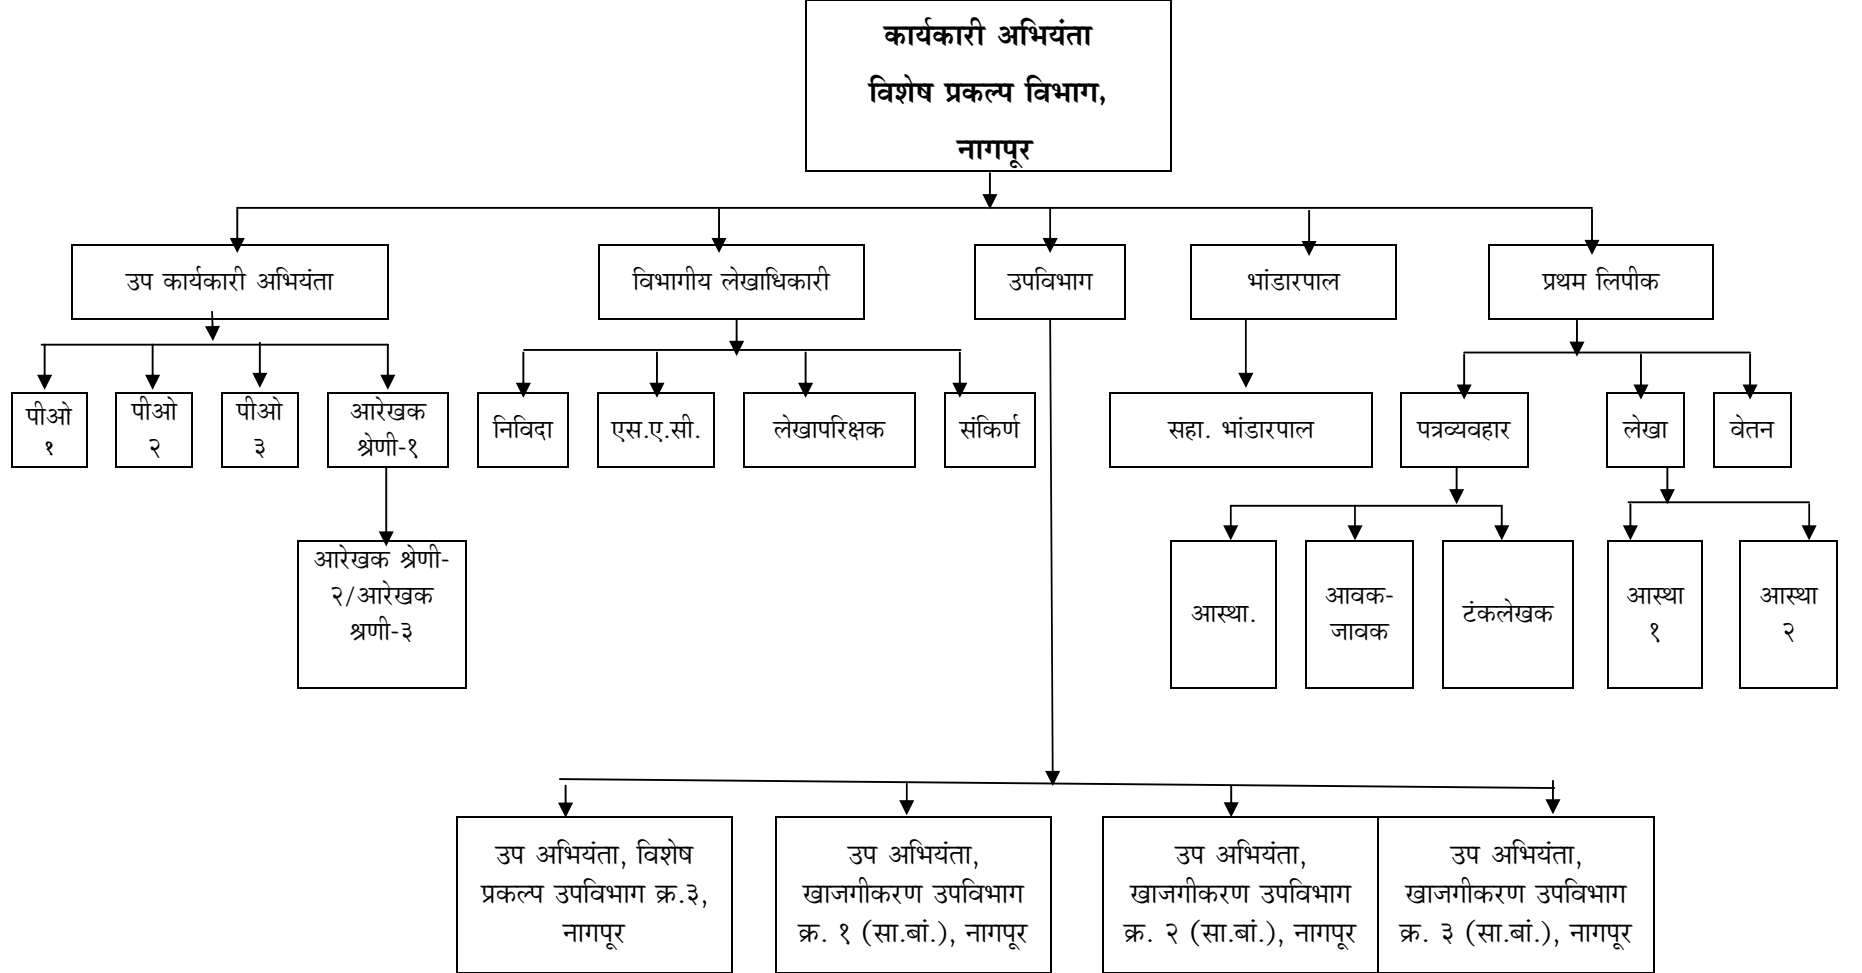 कार्यकारी अभियंता
विशेष प्रकल्प विभाग,
नागपूर
उप कार्यकारी अभियंता
विभागीय लेखाधिकारी
उपविभाग
भांडारपाल
प्रथम लिपीक
पीओ
१
पीओ
२
पीओ
३
आरेखक
श्रेणी-१
निविदा
एस.ए.सी.
लेखापरिक्षक
संकिर्ण
सहा. भांडारपाल
पत्रव्यवहार
लेखा
वेतन
आरेखक श्रेणी-
२/आरेखक
श्रणी-३
आस्था.
आवक-
जावक
टंकलेखक
आस्था
१
आस्था
२
उप अभियंता, विशेष
प्रकल्प उपविभाग क्र.३,
नागपूर
उप अभियंता,
खाजगीकरण उपविभाग
क्र. १ (सा.बां.), नागपूर
उप अभियंता,
खाजगीकरण उपविभाग
क्र. २ (सा.बां.), नागपूर
उप अभियंता,
खाजगीकरण उपविभाग
क्र. ३ (सा.बां.), नागपूर